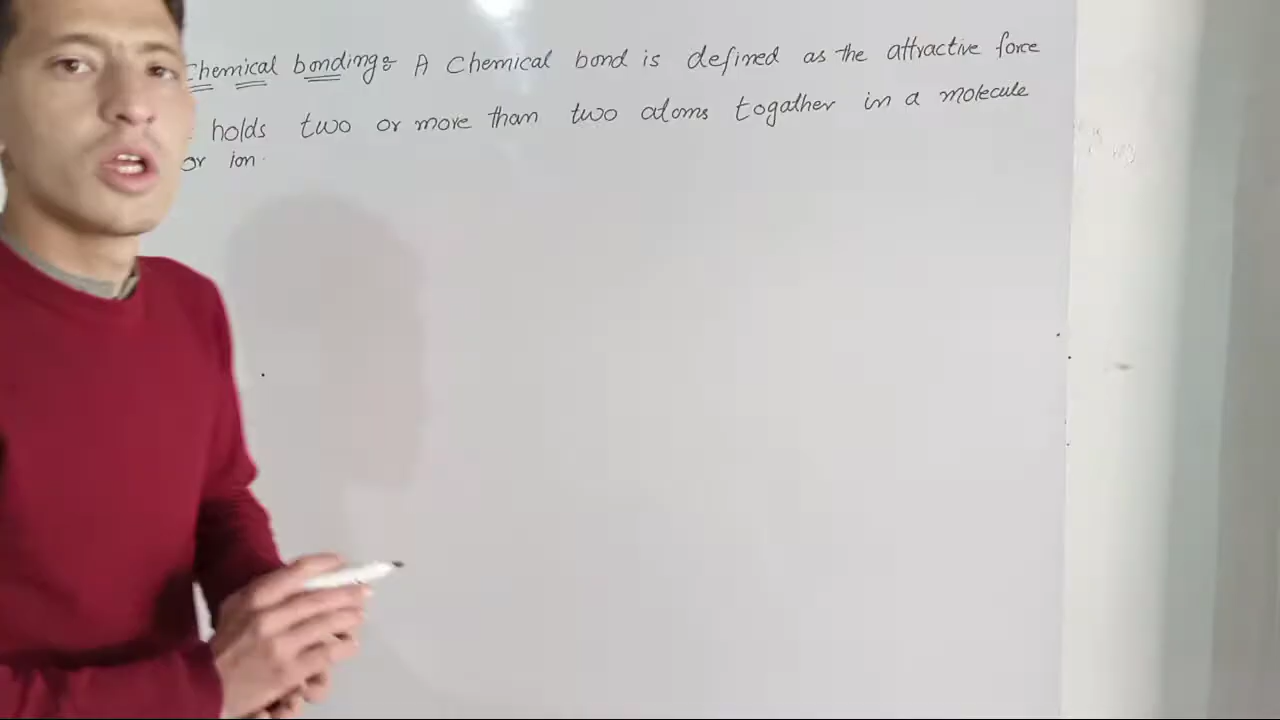 Chemical bonding: A Chemical bond is defined as the attractive force
holds two or more than two atoms togather in a molecule
or ion.